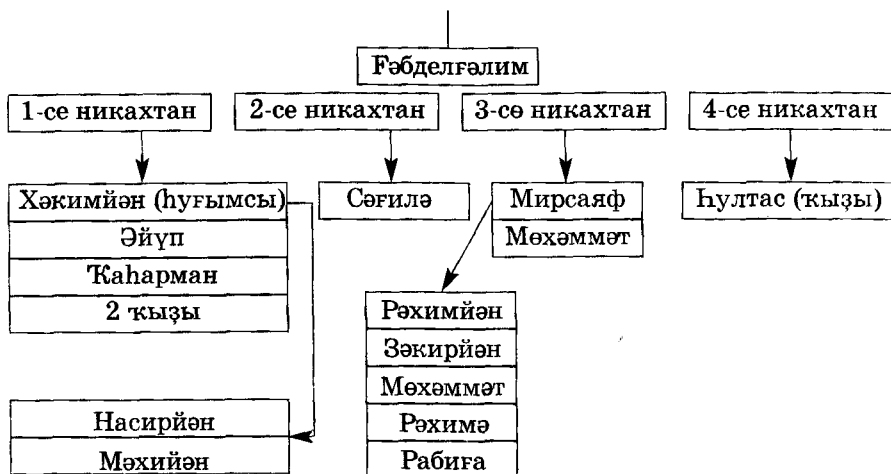 Ғәбделғәлим
1-се никахтан
2-се никахтан
3-сө никахтан
4-се никахтан
Хәкимйән (һуғымсы)
Әйүп
Ҡаһарман
2 ҡыҙы
Сәғилә
Мирсаяф
Мөхәммәт
Һултас (ҡыҙы)
Рәхимйән
Зәкирйән
Мөхәммәт
Рәхимә
Рабиға
Насирйән
Мәхийән